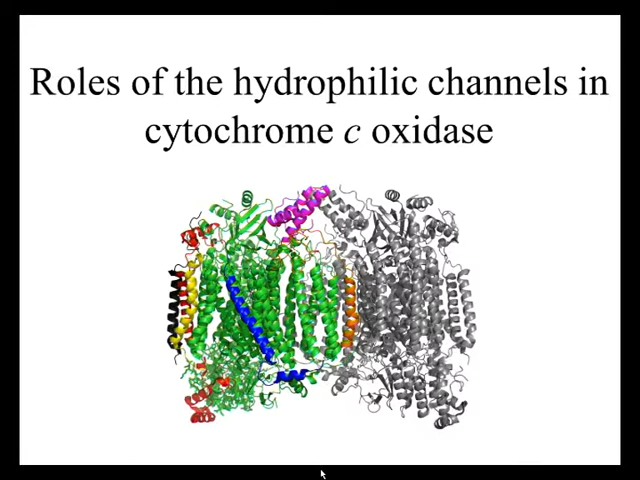 Roles of the hydrophilic channels in
cytochrome c oxidase